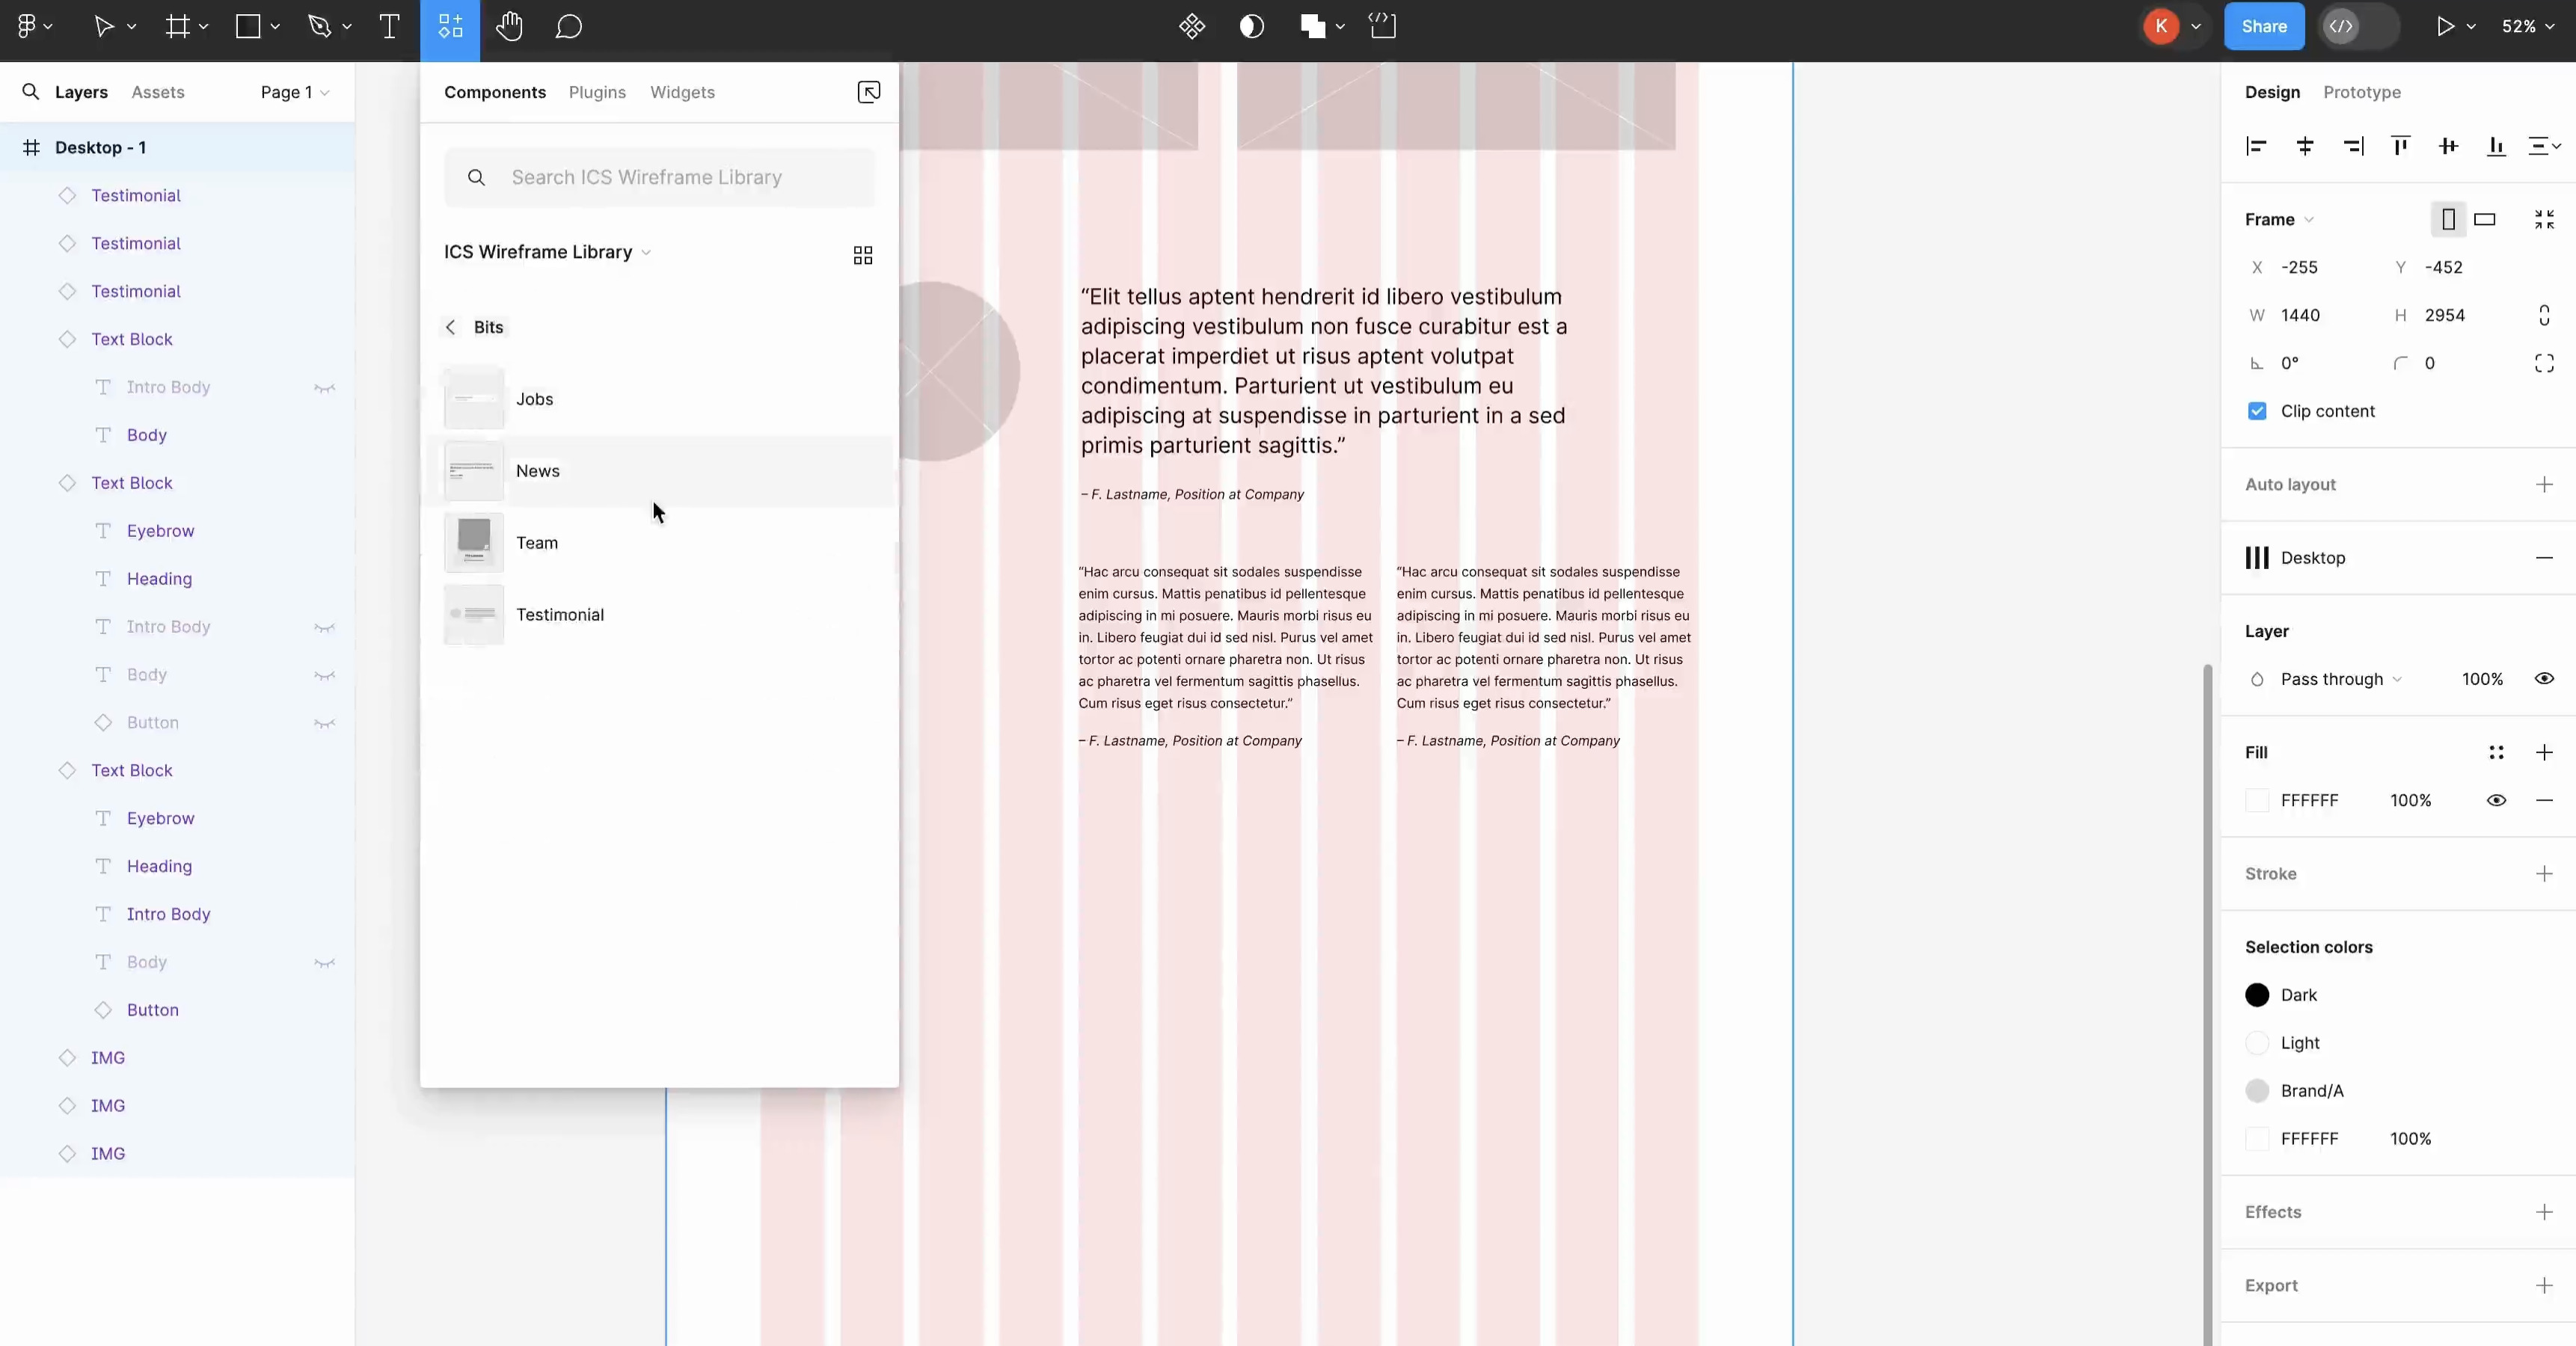 K
Share
52%
Layers
Assets
Page 1
Desktop - 1
Testimonial
Testimonial
Testimonial
Text Block
Intro Body
Body
Text Block
Eyebrow
Heading
Intro Body
Body
Button
Text Block
Eyebrow
Heading
Intro Body
Body
Button
IMG
IMG
IMG
Components
Plugins
Widgets
Search ICS Wireframe Library
ICS Wireframe Library
Bits
Jobs
News
Team
Testimonial
“Elit tellus aptent hendrerit id libero vestibulum
adipiscing vestibulum non fusce curabitur est a
placerat imperdiet ut risus aptent volutpat
condimentum. Parturient ut vestibulum eu
adipiscing at suspendisse in parturient in a sed
primis parturient sagittis.”
– F. Lastname, Position at Company
“Hac arcu consequat sit sodales suspendisse
enim cursus. Mattis penatibus id pellentesque
adipiscing in mi posuere. Mauris morbi risus eu
in. Libero feugiat dui id sed nisl. Purus vel amet
tortor ac potenti ornare pharetra non. Ut risus
ac pharetra vel fermentum sagittis phasellus.
Cum risus eget risus consectetur.”
– F. Lastname, Position at Company
“Hac arcu consequat sit sodales suspendisse
enim cursus. Mattis penatibus id pellentesque
adipiscing in mi posuere. Mauris morbi risus eu
in. Libero feugiat dui id sed nisl. Purus vel amet
tortor ac potenti ornare pharetra non. Ut risus
ac pharetra vel fermentum sagittis phasellus.
Cum risus eget risus consectetur.”
– F. Lastname, Position at Company
Design
Prototype
Frame
X -255
Y -452
W 1440
H 2954
0°
0
Clip content
Auto layout
Desktop
Layer
Pass through
100%
Fill
FFFFFF
100%
Stroke
Selection colors
Dark
Light
Brand/A
FFFFFF
100%
Effects
Export